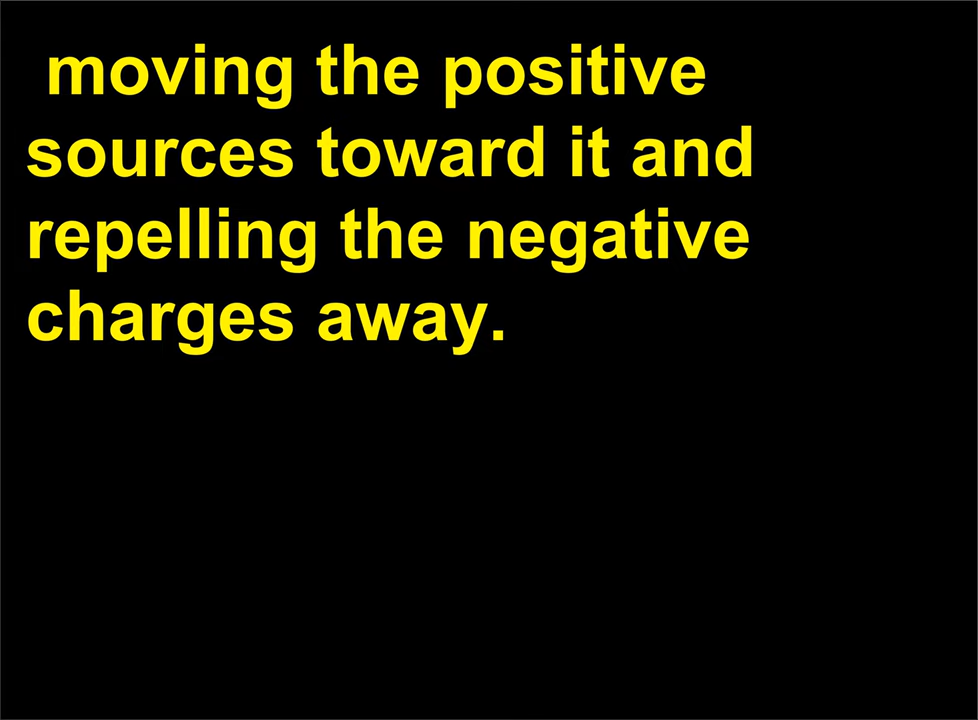 moving the positive
sources toward it and
repelling the negative
charges away.